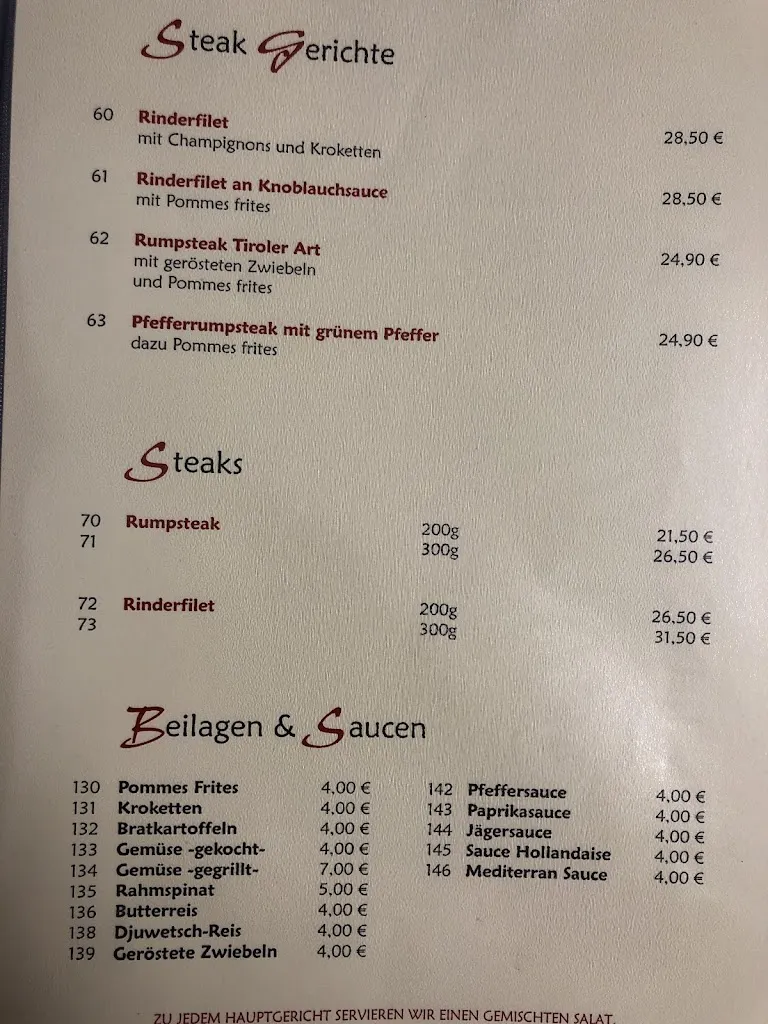 Steak Gerichte
60 Rinderfilet
mit Champignons und Kroketten 28,50 €
61 Rinderfilet an Knoblauchsauce
mit Pommes frites 28,50 €
62 Rumpsteak Tiroler Art
mit gerösteten Zwiebeln 24,90 €
und Pommes frites
63 Pfefferrumpsteak mit grünem Pfeffer
dazu Pommes frites 24,90 €
Steaks
70 Rumpsteak 200g 21,50 €
71 300g 26,50 €
72 Rinderfilet 200g 26,50 €
73 300g 31,50 €
Beilagen & Saucen
130 Pommes Frites 4,00 €
131 Kroketten 4,00 €
132 Bratkartoffeln 4,00 €
133 Gemüse -gekocht- 4,00 €
134 Gemüse -gegrillt- 7,00 €
135 Rahmspinat 5,00 €
136 Butterreis 4,00 €
138 Djuwetsch-Reis 4,00 €
139 Geröstete Zwiebeln 4,00 €
142 Pfeffersauce 4,00 €
143 Paprikasauce 4,00 €
144 Jägersauce 4,00 €
145 Sauce Hollandaise 4,00 €
146 Mediterran Sauce 4,00 €
ZU JEDEM HAUPTGERICHT SERVIEREN WIR EINEN GEMISCHTEN SALAT.